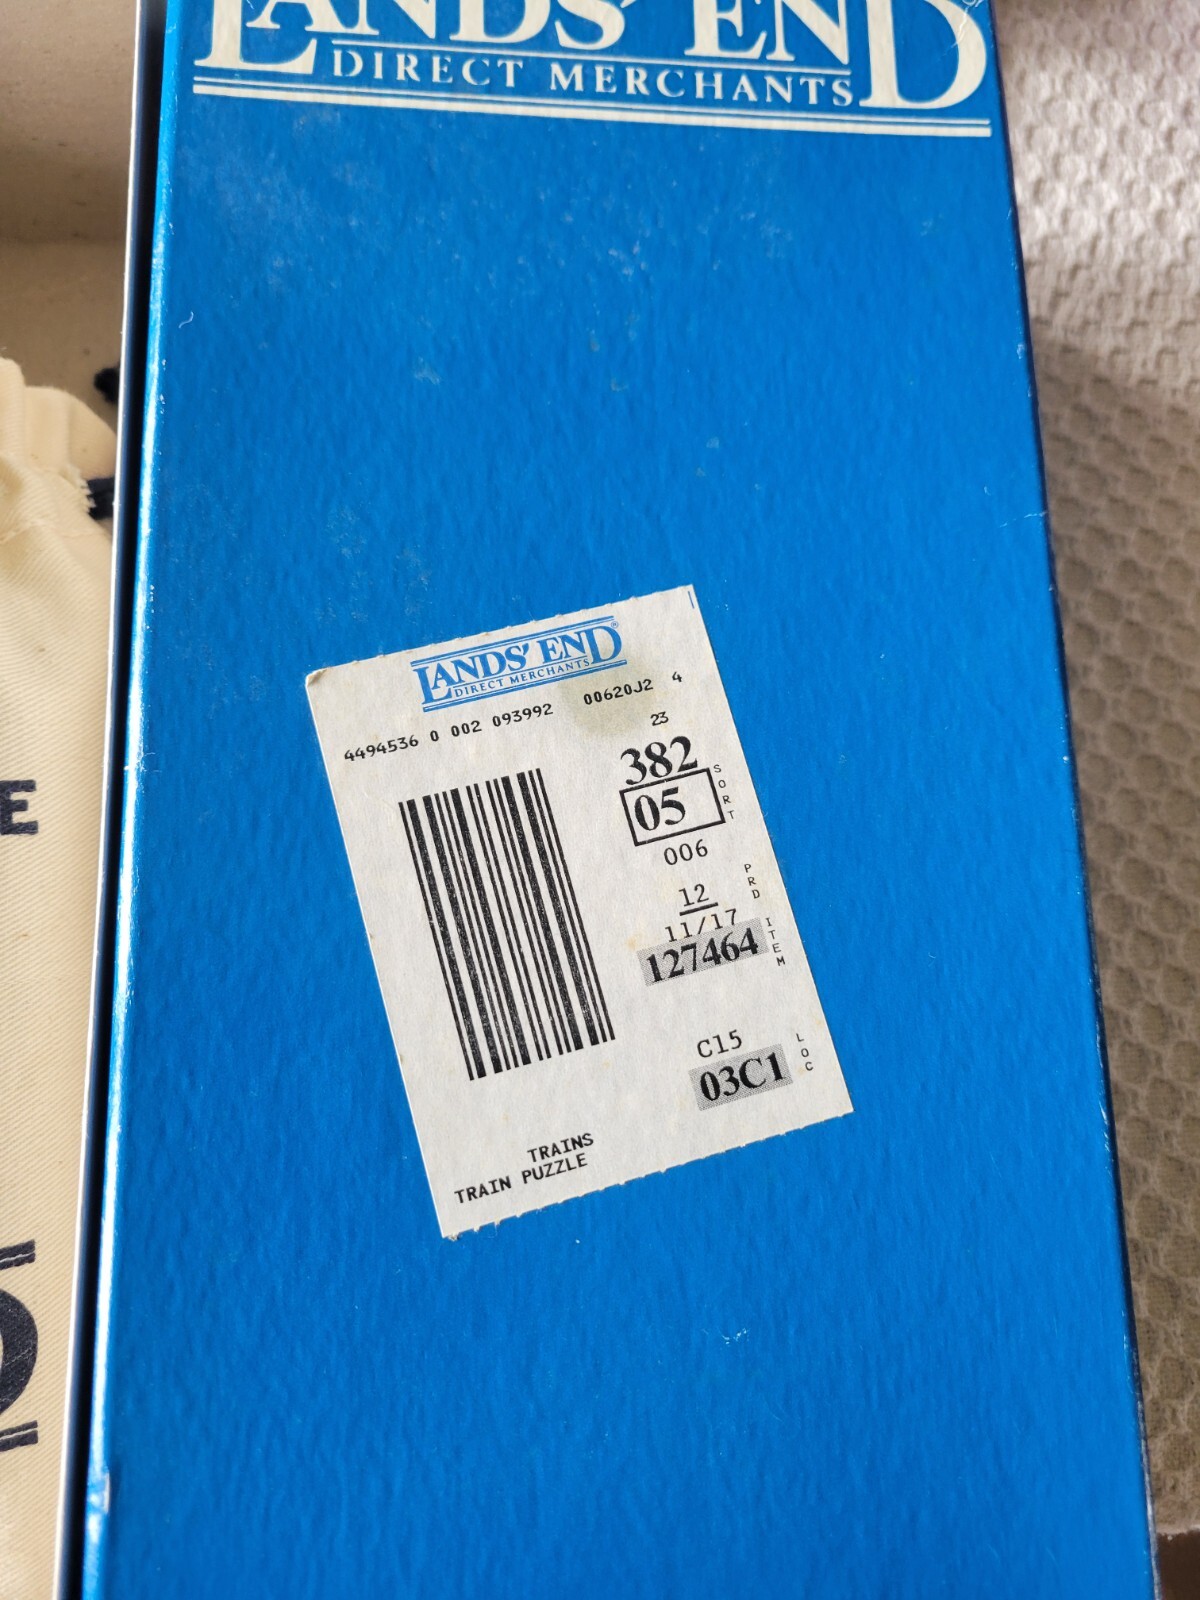 LANDS' END
DIRECT MERCHANTS
LANDS' END®
DIRECT MERCHANTS
4494536 0 002 093992 00620J2 4
23
382
05
SORT
006
12
PRD
11/17
127464
ITEM
C15
03C1
LOC
TRAINS
TRAIN PUZZLE
E